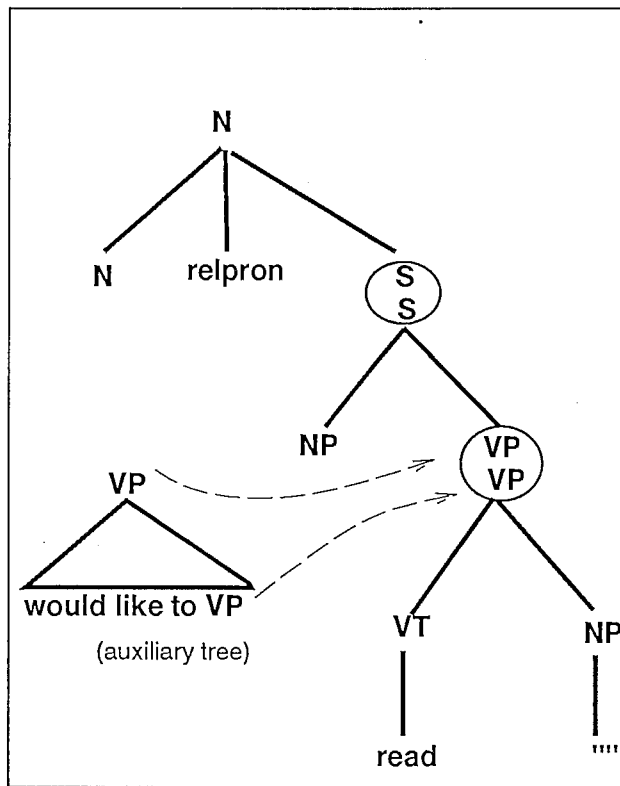 N
N relpron S
S
NP VP
VP
VP
would like to VP
(auxiliary tree)
VT NP
read """"